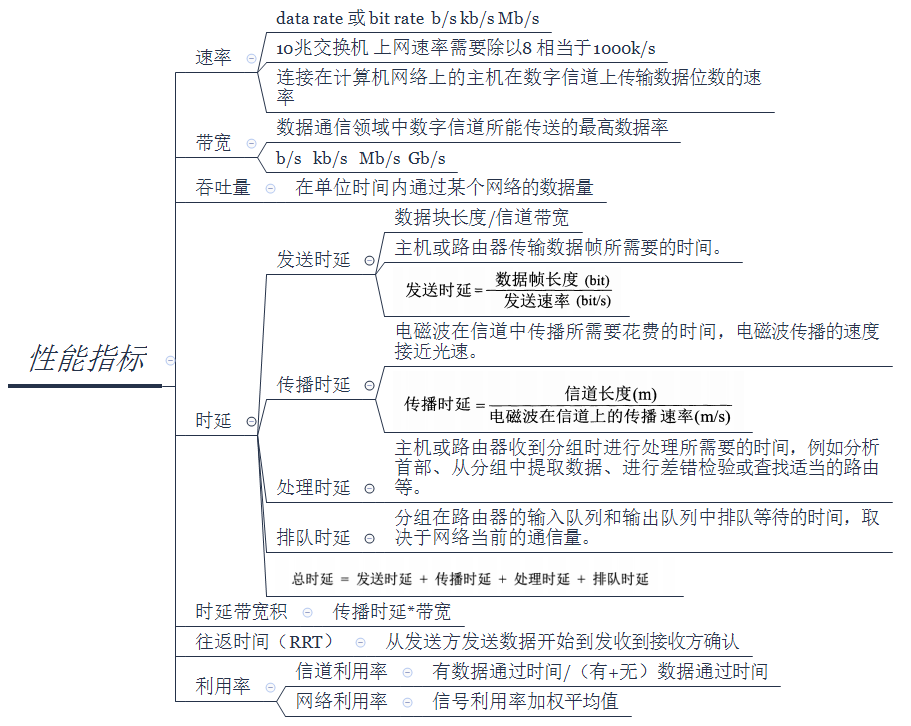 性能指标
速率
data rate 或 bit rate b/s kb/s Mb/s
10兆交换机 上网速率需要除以8 相当于1000k/s
连接在计算机网络上的主机在数字信道上传输数据位数的速
率
带宽
数据通信领域中数字信道所能传送的最高数据率
b/s kb/s Mb/s Gb/s
吞吐量
在单位时间内通过某个网络的数据量
时延
发送时延
数据块长度/信道带宽
主机或路由器传输数据帧所需要的时间。
发送时延=数据帧长度 (bit)
发送速率 (bit/s)
传播时延
电磁波在信道中传播所需要花费的时间，电磁波传播的速度
接近光速。
传播时延=信道长度(m)
电磁波在信道上的传播速率(m/s)
处理时延
主机或路由器收到分组时进行处理所需要的时间，例如分析
首部、从分组中提取数据、进行差错检验或查找适当的路由
等。
排队时延
分组在路由器的输入队列和输出队列中排队等待的时间，取
决于网络当前的通信量。
总时延 = 发送时延 + 传播时延 + 处理时延 + 排队时延
时延带宽积
传播时延*带宽
往返时间（RRT）
从发送方发送数据开始到发收到接收方确认
利用率
信道利用率
有数据通过时间/（有+无）数据通过时间
网络利用率
信号利用率加权平均值